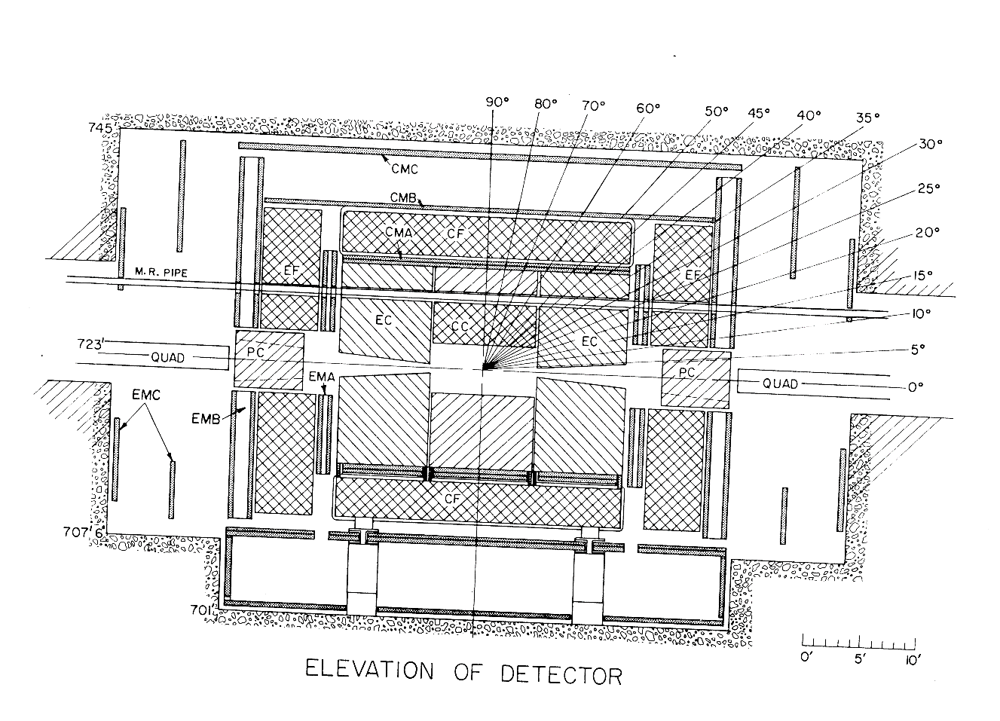 90° 80° 70° 60° 50° 45° 40° 35°
745'
30°
CMC
25°
CMB
CMA CF
20°
M.R. PIPE EF EF
15°
10°
EC CC EC
723' 5°
QUAD PC PC
EMA QUAD 0°
EMC
EMB
CF
707' 6"
701'
0' 5' 10'
ELEVATION OF DETECTOR